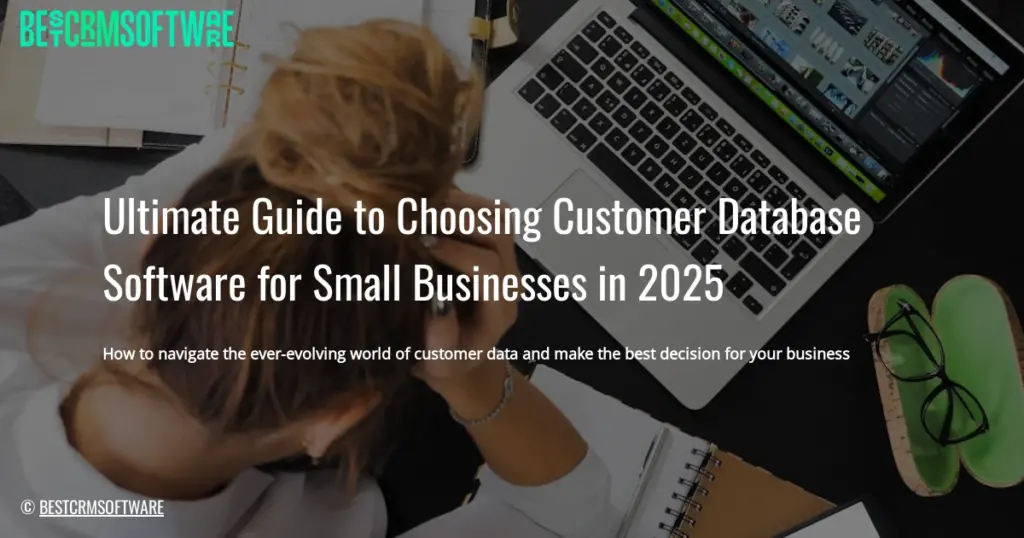 BESTCRMSOFTWARE
Ultimate Guide to Choosing Customer Database
Software for Small Businesses in 2025
How to navigate the ever-evolving world of customer data and make the best decision for your business
© BESTCRMSOFTWARE